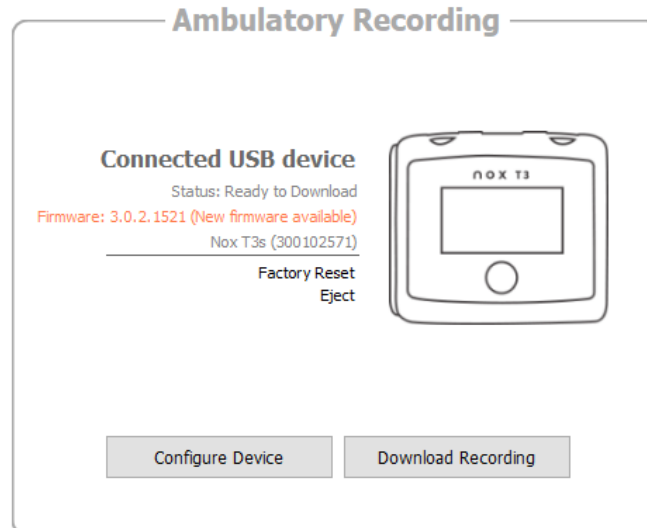 Ambulatory Recording
Connected USB device
Status: Ready to Download
Firmware: 3.0.2.1521 (New firmware available)
Nox T3s (300102571)
Factory Reset
Eject
nox T3
Configure Device
Download Recording